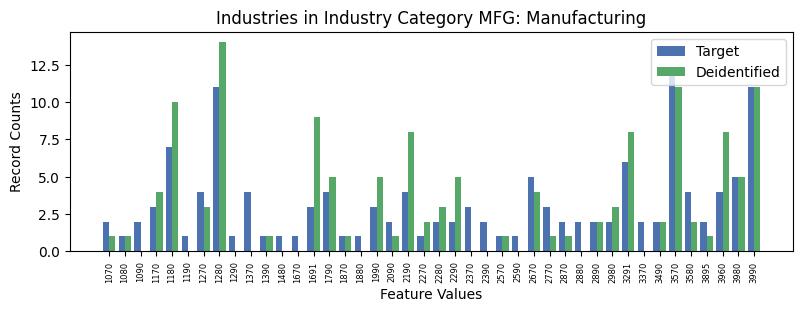 Industries in Industry Category MFG: Manufacturing
Target
Deidentified
Record Counts
12.5
10.0
7.5
5.0
2.5
0.0
1070 1080 1090 1170 1180 1190 1270 1280 1290 1370 1390 1480 1670 1691 1790 1870 1880 1990 2090 2190 2270 2280 2290 2370 2390 2570 2590 2670 2770 2870 2880 2890 2980 3291 3370 3490 3570 3580 3895 3960 3980 3990
Feature Values